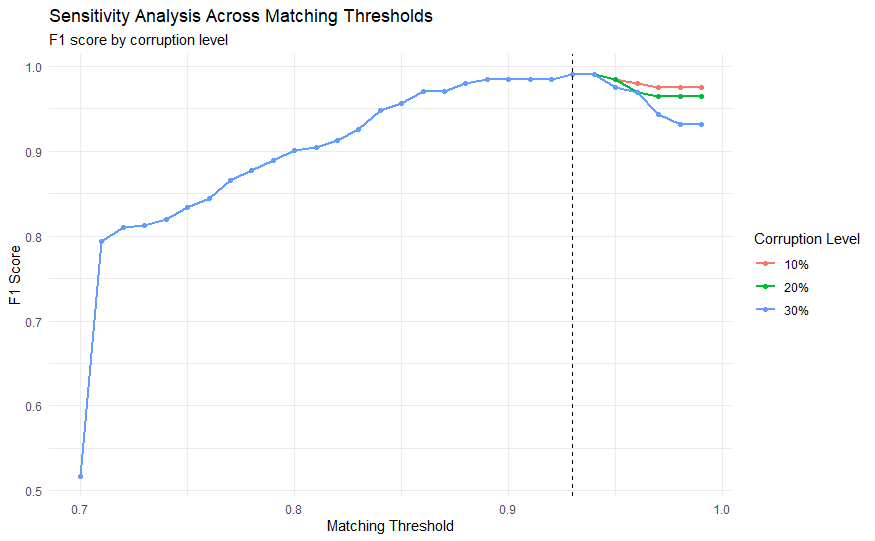 Sensitivity Analysis Across Matching Thresholds
F1 score by corruption level
1.0
0.9
0.8
0.7
0.6
0.5
F1 Score
0.7
0.8
0.9
1.0
Matching Threshold
Corruption Level
10%
20%
30%